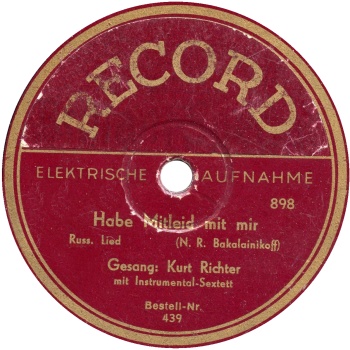 RECORD
ELEKTRISCHE AUFNAHME
898
Habe Mitleid mit mir
Russ. Lied (N. R. Bakalainikoff)
Gesang: Kurt Richter
mit Instrumental-Sextett
Bestell-Nr.
439